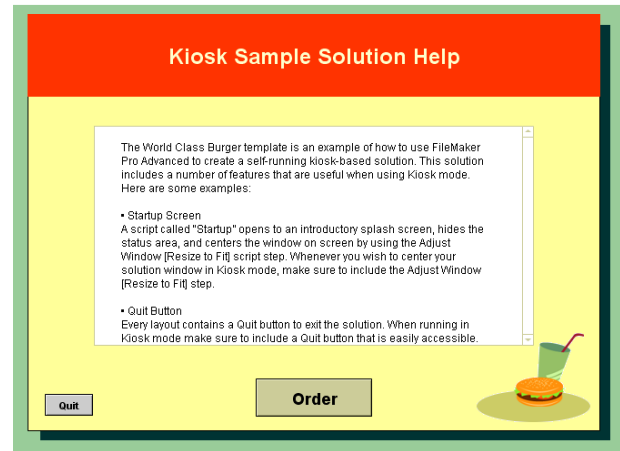 Kiosk Sample Solution Help
The World Class Burger template is an example of how to use FileMaker
Pro Advanced to create a self-running kiosk-based solution. This solution
includes a number of features that are useful when using Kiosk mode.
Here are some examples:
• Startup Screen
A script called "Startup" opens to an introductory splash screen, hides the
status area, and centers the window on screen by using the Adjust
Window [Resize to Fit] script step. Whenever you wish to center your
solution window in Kiosk mode, make sure to include the Adjust Window
[Resize to Fit] step.
• Quit Button
Every layout contains a Quit button to exit the solution. When running in
Kiosk mode make sure to include a Quit button that is easily accessible.
Quit
Order